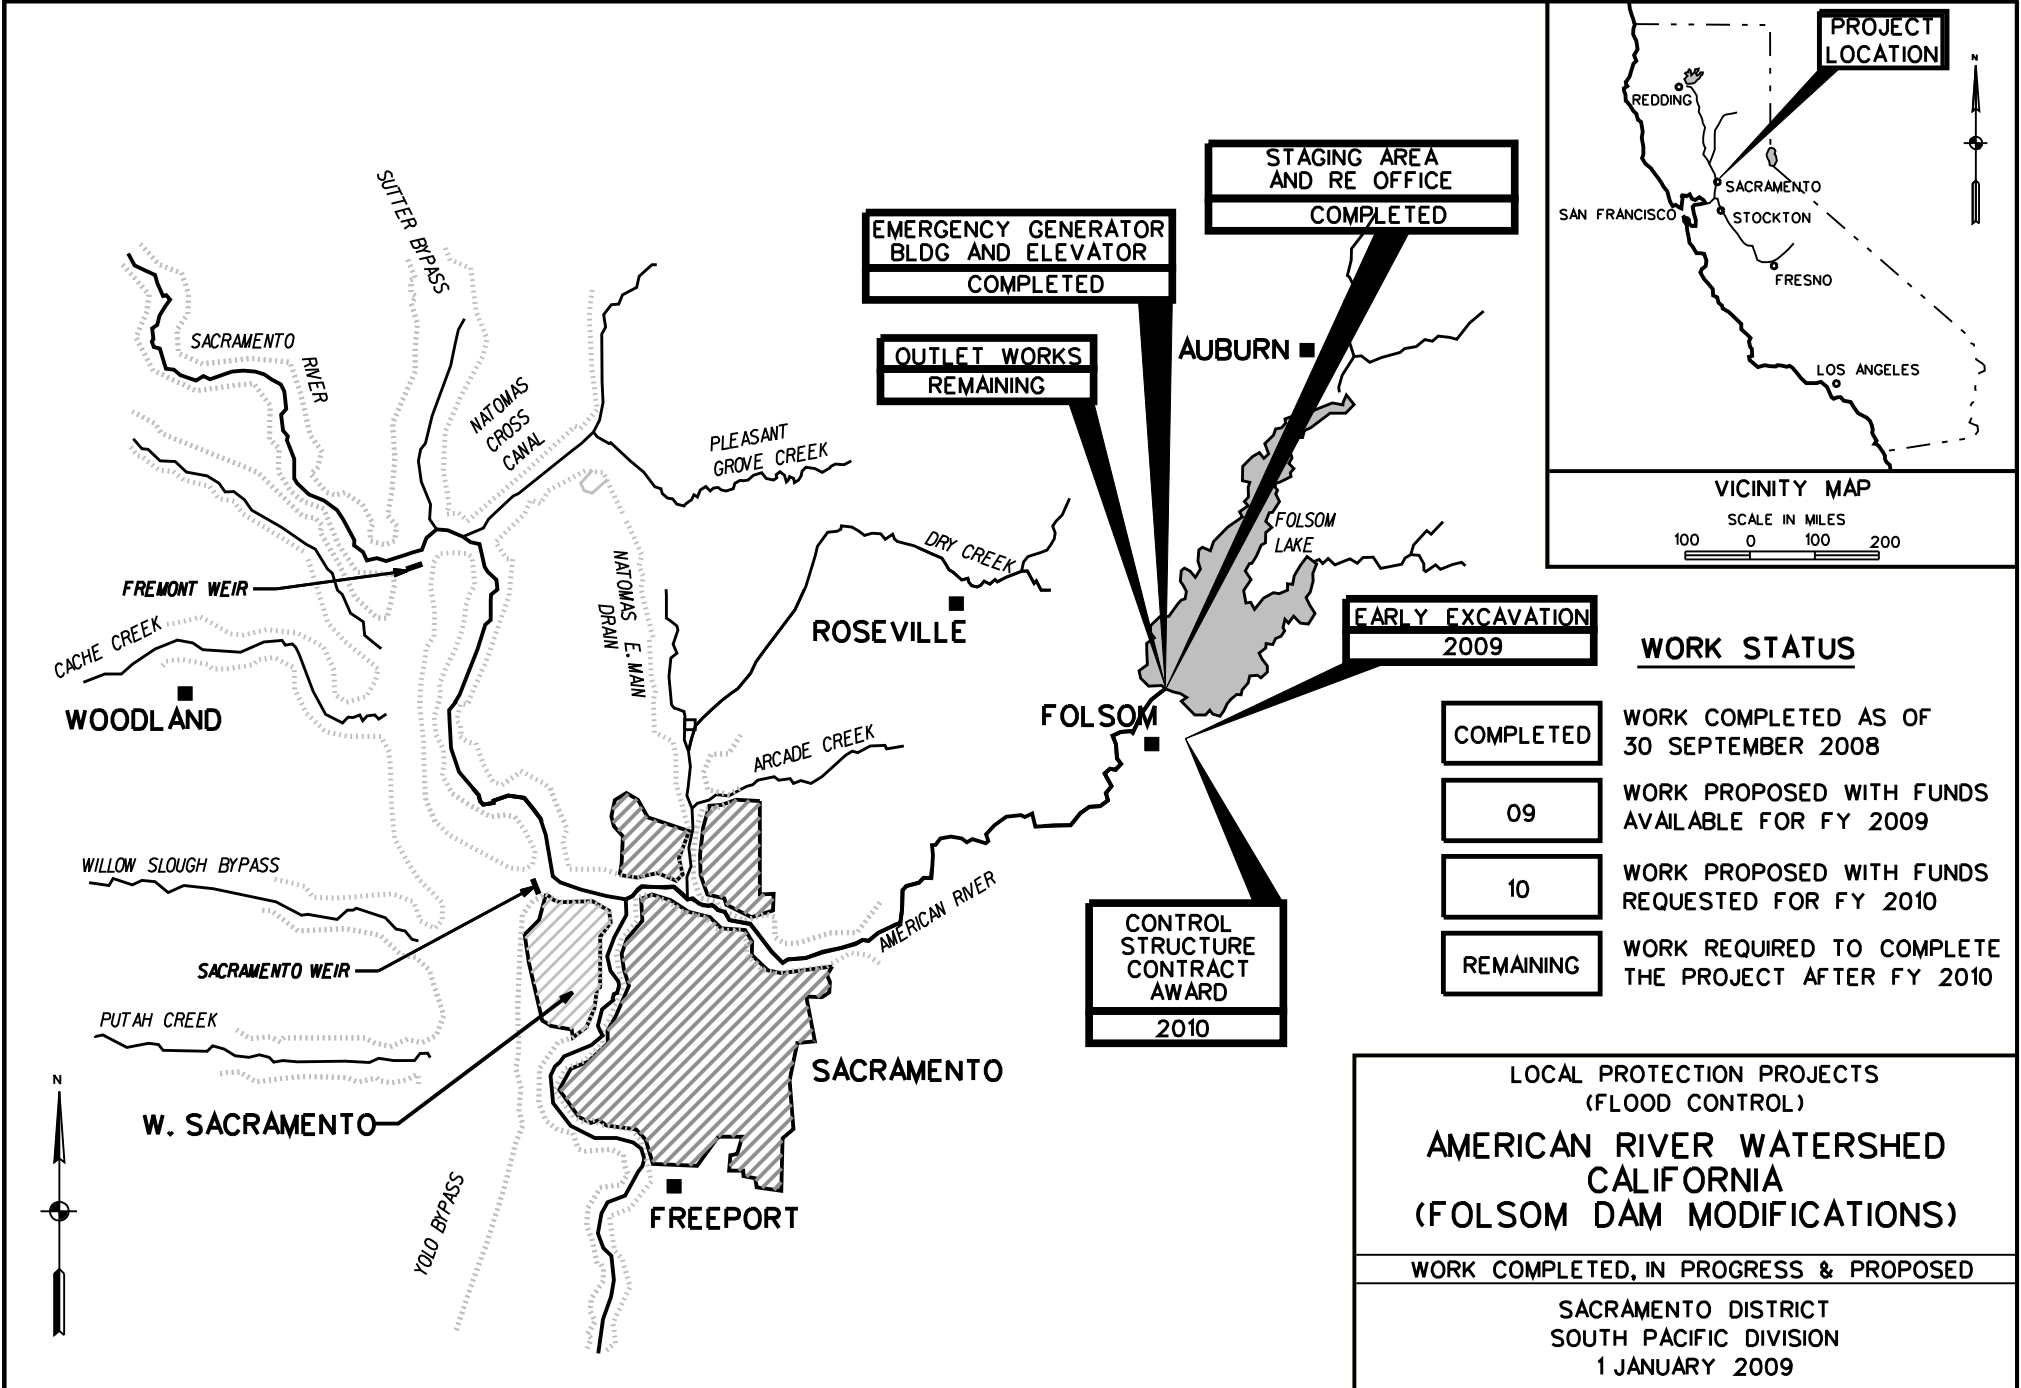 PROJECT
LOCATION
N
REDDING
SACRAMENTO
SAN FRANCISCO
STOCKTON
FRESNO
LOS ANGELES
VICINITY MAP
SCALE IN MILES
100 0 100 200
STAGING AREA
AND RE OFFICE
COMPLETED
EMERGENCY GENERATOR
BLDG AND ELEVATOR
COMPLETED
OUTLET WORKS
REMAINING
AUBURN
SUTTER BYPASS
SACRAMENTO
RIVER
NATOMAS
CROSS
CANAL
PLEASANT
GROVE CREEK
FOLSOM
LAKE
DRY CREEK
NATOMAS E. MAIN
DRAIN
FREMONT WEIR
ROSEVILLE
CACHE CREEK
WOODLAND
EARLY EXCAVATION
2009
FOLSOM
ARCADE CREEK
WILLOW SLOUGH BYPASS
AMERICAN RIVER
SACRAMENTO WEIR
PUTAH CREEK
CONTROL
STRUCTURE
CONTRACT
AWARD
2010
SACRAMENTO
W. SACRAMENTO
N
YOLO BYPASS
FREEPORT
WORK STATUS
COMPLETED
WORK COMPLETED AS OF
30 SEPTEMBER 2008
09
WORK PROPOSED WITH FUNDS
AVAILABLE FOR FY 2009
10
WORK PROPOSED WITH FUNDS
REQUESTED FOR FY 2010
REMAINING
WORK REQUIRED TO COMPLETE
THE PROJECT AFTER FY 2010
LOCAL PROTECTION PROJECTS
(FLOOD CONTROL)
AMERICAN RIVER WATERSHED
CALIFORNIA
(FOLSOM DAM MODIFICATIONS)
WORK COMPLETED, IN PROGRESS & PROPOSED
SACRAMENTO DISTRICT
SOUTH PACIFIC DIVISION
1 JANUARY 2009